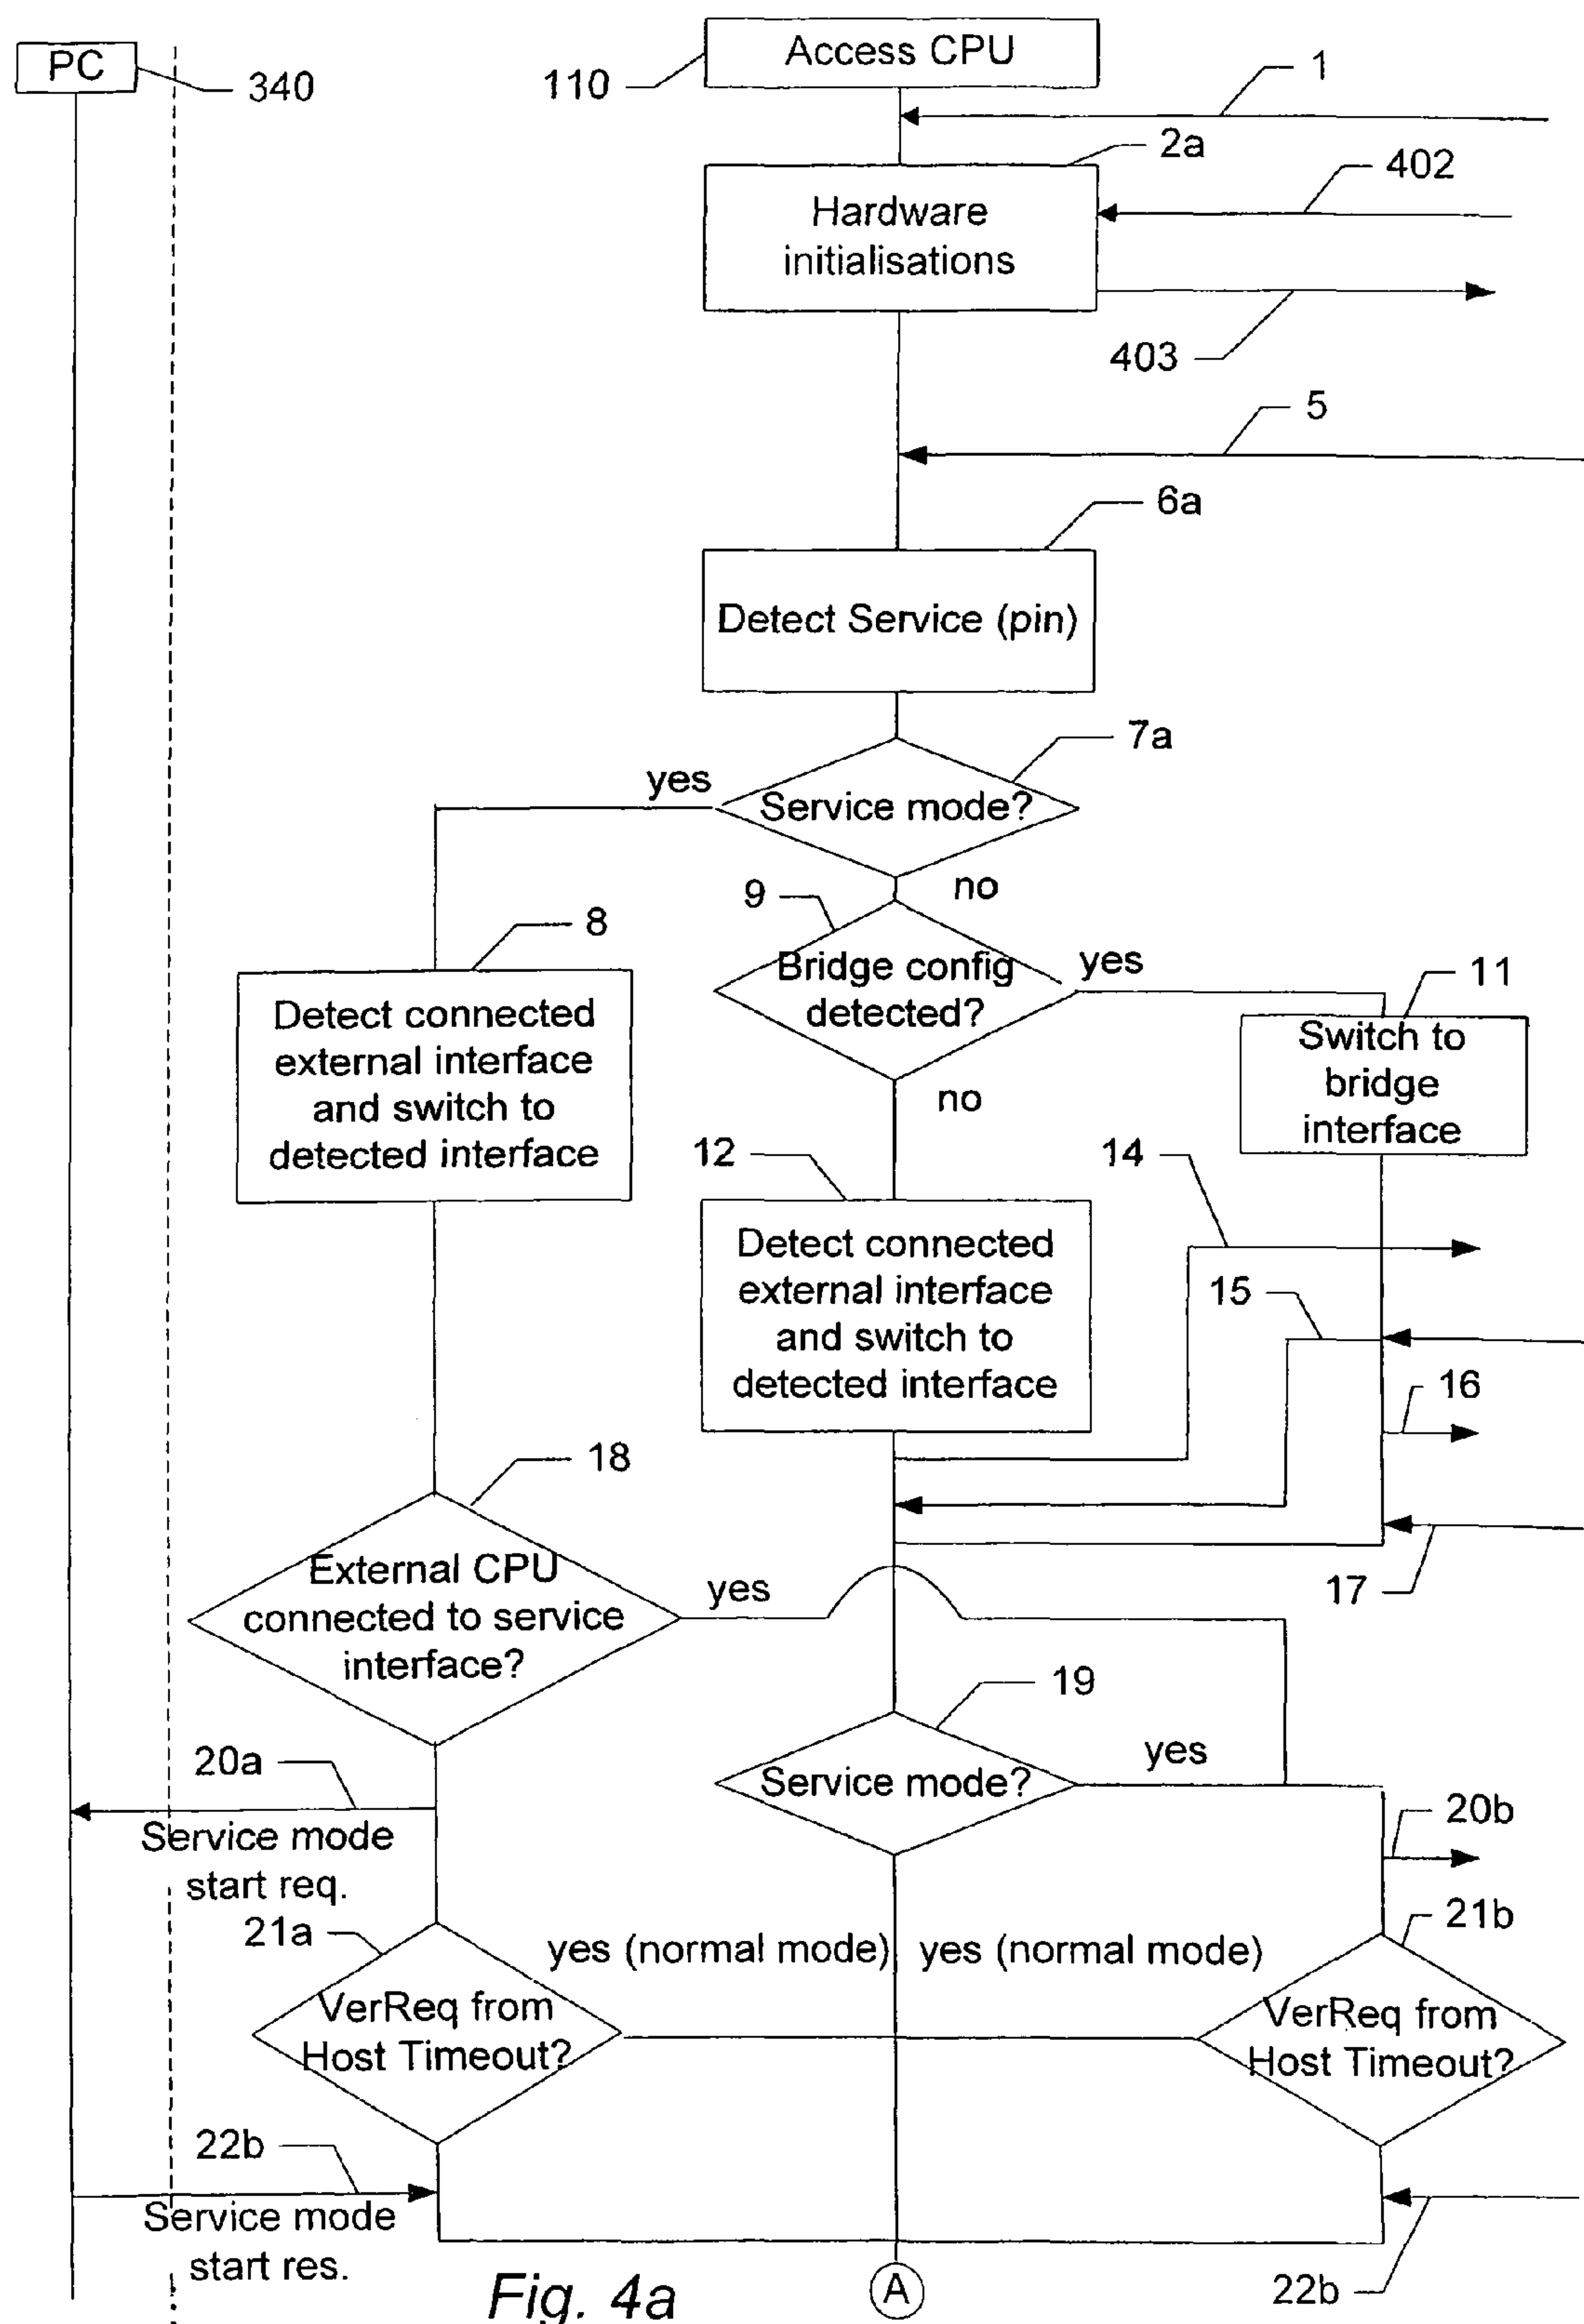 PC
340
110
Access CPU
1
2a
402
Hardware
initialisations
403
5
6a
Detect Service (pin)
7a
yes
Service mode?
no
9
8
Bridge config
detected?
yes
11
Detect connected
external interface
and switch to
detected interface
Switch to
bridge
interface
no
12
14
Detect connected
external interface
and switch to
detected interface
15
16
18
17
External CPU
connected to service
interface?
yes
19
Service mode?
yes
20a
Service mode
start req.
20b
21a
yes (normal mode)
yes (normal mode)
21b
VerReq from
Host Timeout?
VerReq from
Host Timeout?
22b
Service mode
start res.
22b
A
Fig. 4a